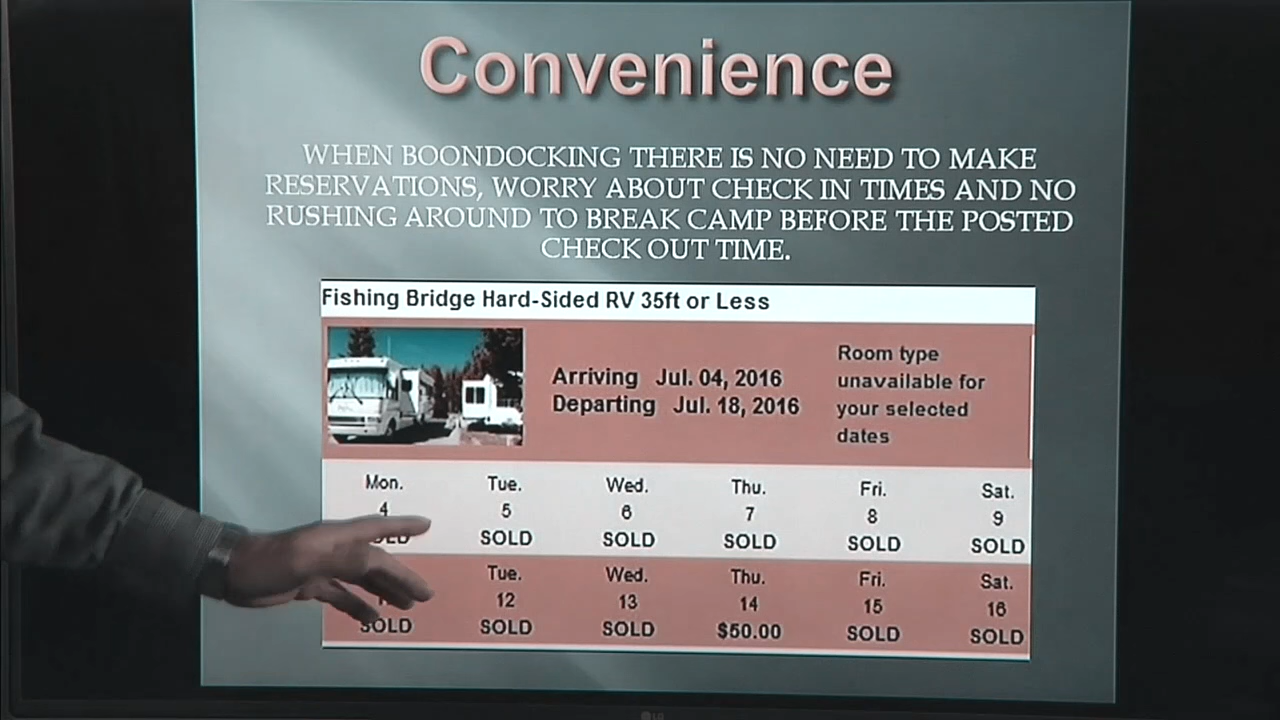 Convenience
WHEN BOONDOCKING THERE IS NO NEED TO MAKE
RESERVATIONS, WORRY ABOUT CHECK IN TIMES AND NO
RUSHING AROUND TO BREAK CAMP BEFORE THE POSTED
CHECK OUT TIME.
Fishing Bridge Hard-Sided RV 35ft or Less
Arriving Jul. 04, 2016
Departing Jul. 18, 2016
Room type
unavailable for
your selected
dates
Mon. Tue. Wed. Thu. Fri. Sat.
4 5 6 7 8 9
SOLD SOLD SOLD SOLD SOLD
Tue. Wed. Thu. Fri. Sat.
12 13 14 15 16
SOLD SOLD SOLD $50.00 SOLD SOLD
LG